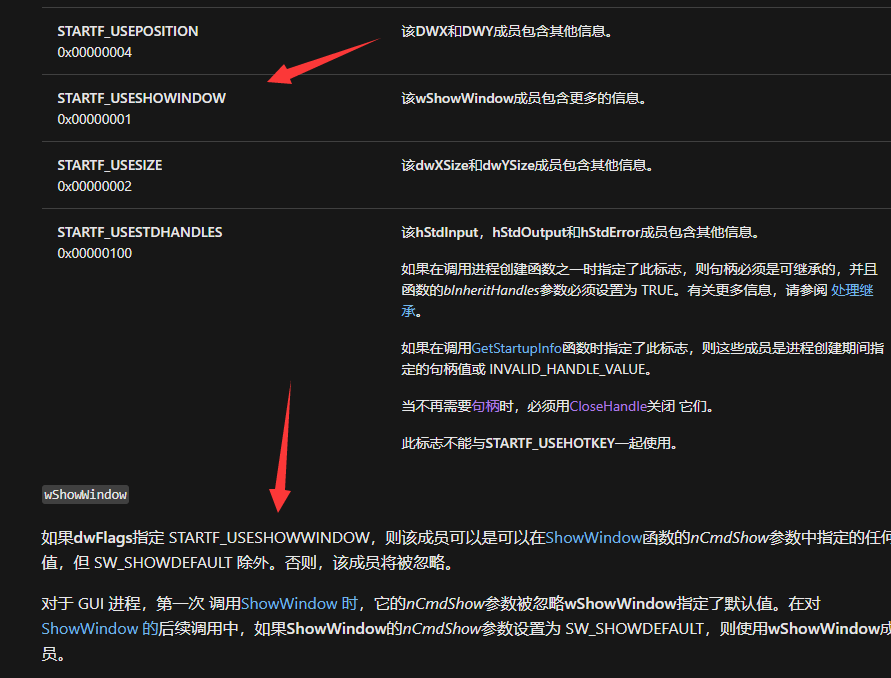 STARTF_USEPOSITION
0x00000004
该DWX和DWY成员包含其他信息。
STARTF_USESHOWINDOW
0x00000001
该wShowWindow成员包含更多的信息。
STARTF_USESIZE
0x00000002
该dwXSize和dwYSize成员包含其他信息。
STARTF_USESTDHANDLES
0x00000100
该hStdInput，hStdOutput和hStdError成员包含其他信息。
如果在调用进程创建函数之一时指定了此标志，则句柄必须是可继承的，并且
函数的bInheritHandles参数必须设置为 TRUE。有关更多信息，请参阅 处理继
承。
如果在调用GetStartupInfo函数时指定了此标志，则这些成员是进程创建期间指
定的句柄值或 INVALID_HANDLE_VALUE。
当不再需要句柄时，必须用CloseHandle关闭 它们。
此标志不能与STARTF_USEHOTKEY一起使用。
wShowWindow
如果dwFlags指定 STARTF_USESHOWWINDOW，则该成员可以是可以在ShowWindow函数的nCmdShow参数中指定的任何
值，但 SW_SHOWDEFAULT 除外。否则，该成员将被忽略。
对于 GUI 进程，第一次 调用ShowWindow 时，它的nCmdShow参数被忽略wShowWindow指定了默认值。在对
ShowWindow 的后续调用中，如果ShowWindow的nCmdShow参数设置为 SW_SHOWDEFAULT，则使用wShowWindow成
员。